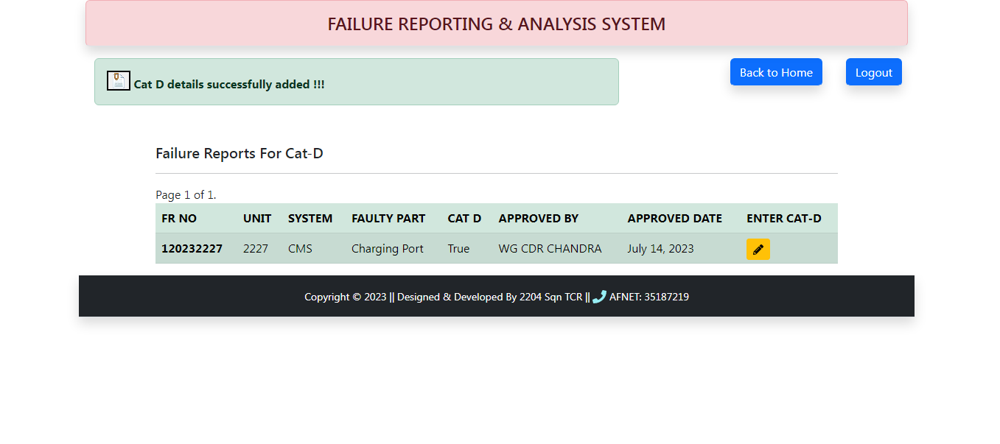 FAILURE REPORTING & ANALYSIS SYSTEM
Cat D details successfully added !!!
Back to Home
Logout
Failure Reports For Cat-D
Page 1 of 1.
FR NO UNIT SYSTEM FAULTY PART CAT D APPROVED BY APPROVED DATE ENTER CAT-D
120232227 2227 CMS Charging Port True WG CDR CHANDRA July 14, 2023
Copyright © 2023 || Designed & Developed By 2204 Sqn TCR || AFNET: 35187219